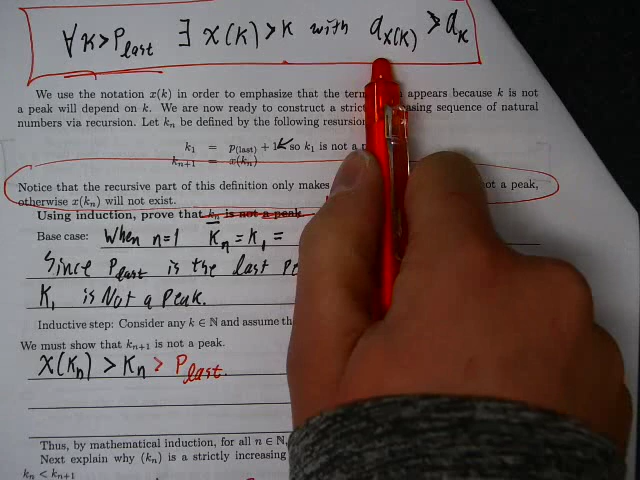 ∀ K > P_last ∃ x(K) > K with a_x(K) > a_K
We use the notation x(k) in order to emphasize that the term appears because k is not
a peak will depend on k. We are now ready to construct a sequence of natural
numbers via recursion. Let k_n be defined by the following
k_1 = p_(last) + 1 so k_1 is not a
k_n+1 = x(k_n)
Notice that the recursive part of this definition only makes not a peak,
otherwise x(k_n) will not exist.
Using induction, prove that k_n is not a peak
Base case: When n=1 K_n = K_1 =
Since P_last is the last
K_1 is Not a Peak.
Inductive step: Consider any k ∈ ℕ and assume
We must show that k_n+1 is not a peak.
x(K_n) > K_n > P_last.
Thus, by mathematical induction, for all n ∈ ℕ,
Next explain why (k_n) is a strictly increasing
k_n < k_n+1